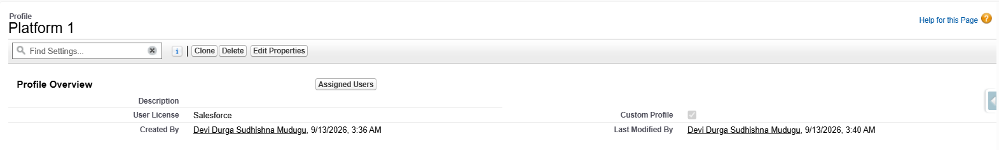 Profile
Platform 1
Help for this Page ?
Find Settings...
i Clone Delete Edit Properties
Profile Overview Assigned Users
Description
User License Salesforce Custom Profile
Created By Devi Durga Sudhishna Mudugu, 9/13/2026, 3:36 AM Last Modified By Devi Durga Sudhishna Mudugu, 9/13/2026, 3:40 AM